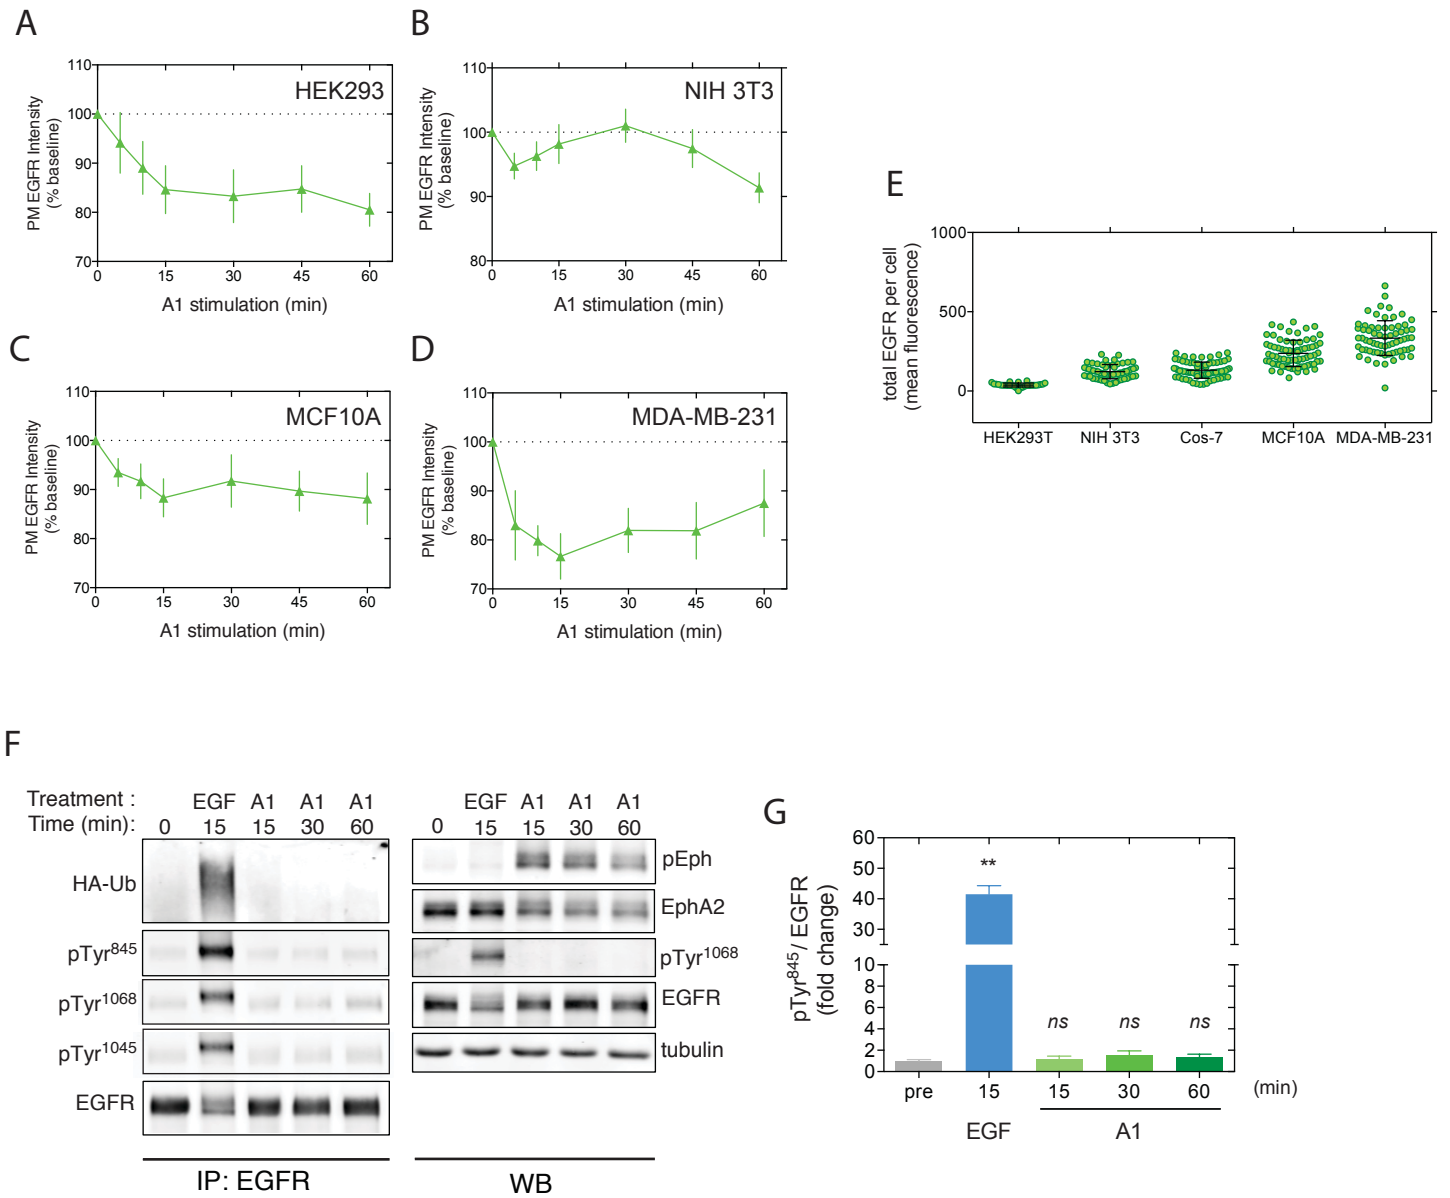 A
110
100
90
80
70
PM EGFR Intensity
(% baseline)
HEK293
0 15 30 45 60
A1 stimulation (min)
B
110
100
90
80
PM EGFR Intensity
(% baseline)
NIH 3T3
0 15 30 45 60
A1 stimulation (min)
C
110
100
90
80
70
PM EGFR Intensity
(% baseline)
MCF10A
0 15 30 45 60
A1 stimulation (min)
D
110
100
90
80
70
PM EGFR Intensity
(% baseline)
MDA-MB-231
0 15 30 45 60
A1 stimulation (min)
E
1000
500
0
total EGFR per cell
(mean fluorescence)
HEK293T NIH 3T3 Cos-7 MCF10A MDA-MB-231
F
Treatment : EGF A1 A1 A1
Time (min): 0 15 15 30 60
HA-Ub
pTyr845
pTyr1068
pTyr1045
EGFR
IP: EGFR
EGF A1 A1 A1
0 15 15 30 60
pEph
EphA2
pTyr1068
EGFR
tubulin
WB
G
60
50
40
30
10
8
6
4
2
0
pTyr845 / EGFR
(fold change)
**
ns ns ns
pre 15 15 30 60 (min)
EGF A1